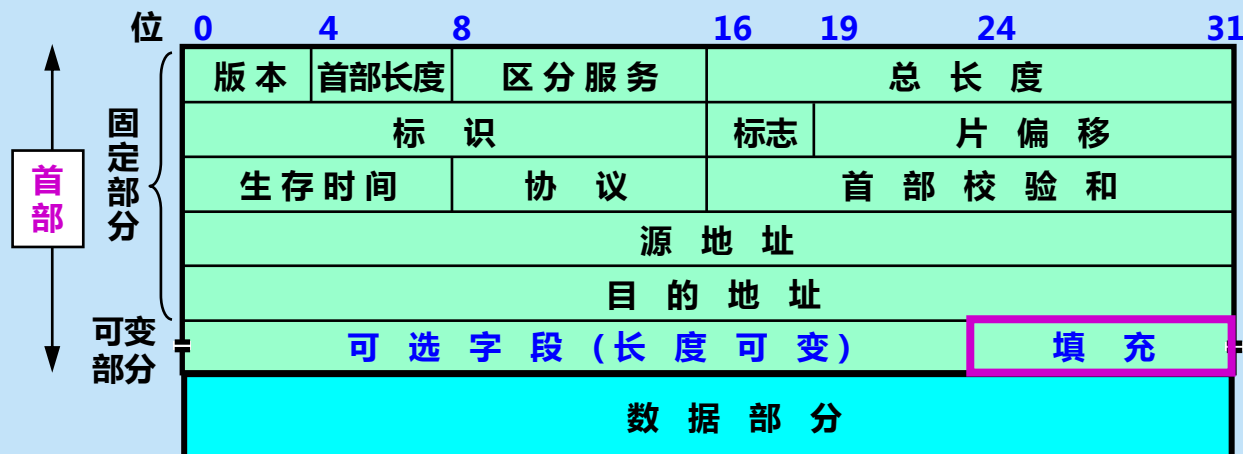 位 0 4 8 16 19 24 31
版本 首部长度 区分服务 总长度
标识 标志 片偏移
生存时间 协议 首部校验和
源地址
目的地址
可选字段(长度可变) 填充
数据部分
首部
固定部分
可变
部分